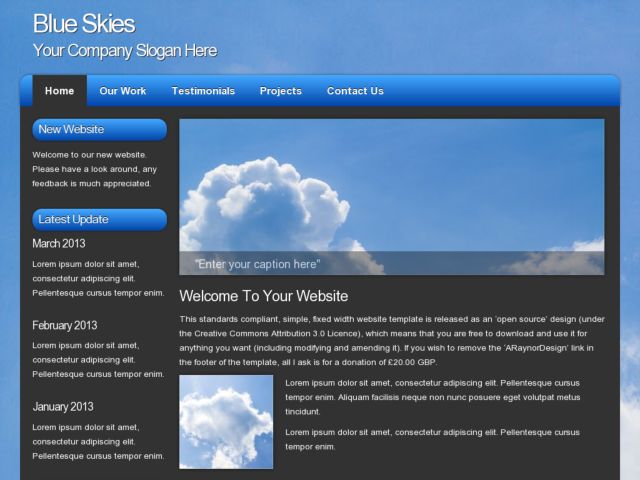 Blue Skies
Your Company Slogan Here
Home Our Work Testimonials Projects Contact Us
New Website
Welcome to our new website.
Please have a look around, any
feedback is much appreciated.
Latest Update
March 2013
Lorem ipsum dolor sit amet,
consectetur adipiscing elit.
Pellentesque cursus tempor enim.
February 2013
Lorem ipsum dolor sit amet,
consectetur adipiscing elit.
Pellentesque cursus tempor enim.
January 2013
Lorem ipsum dolor sit amet,
consectetur adipiscing elit.
Pellentesque cursus tempor enim.
"Enter your caption here"
Welcome To Your Website
This standards compliant, simple, fixed width website template is released as an 'open source' design (under
the Creative Commons Attribution 3.0 Licence), which means that you are free to download and use it for
anything you want (including modifying and amending it). If you wish to remove the 'ARaynorDesign' link in
the footer of the template, all I ask is for a donation of £20.00 GBP.
Lorem ipsum dolor sit amet, consectetur adipiscing elit. Pellentesque cursus
tempor enim. Aliquam facilisis neque non nunc posuere eget volutpat metus
tincidunt.
Lorem ipsum dolor sit amet, consectetur adipiscing elit. Pellentesque cursus
tempor enim.